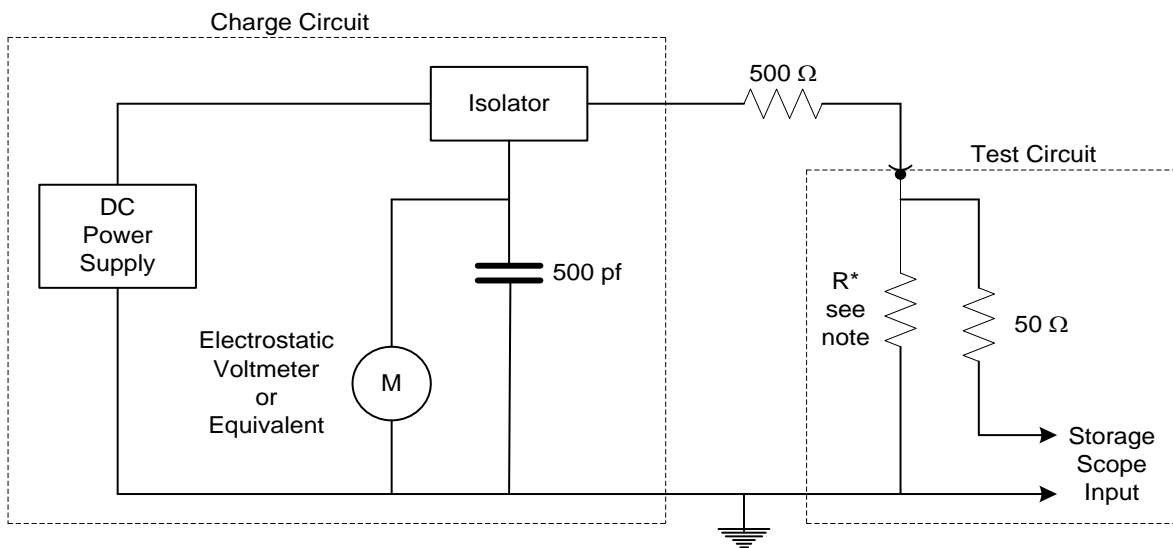 Charge Circuit
Isolator
500 Ω
Test Circuit
DC
Power
Supply
500 pf
R*
see
note
50 Ω
Electrostatic
Voltmeter
or
Equivalent
M
Storage
Scope
Input